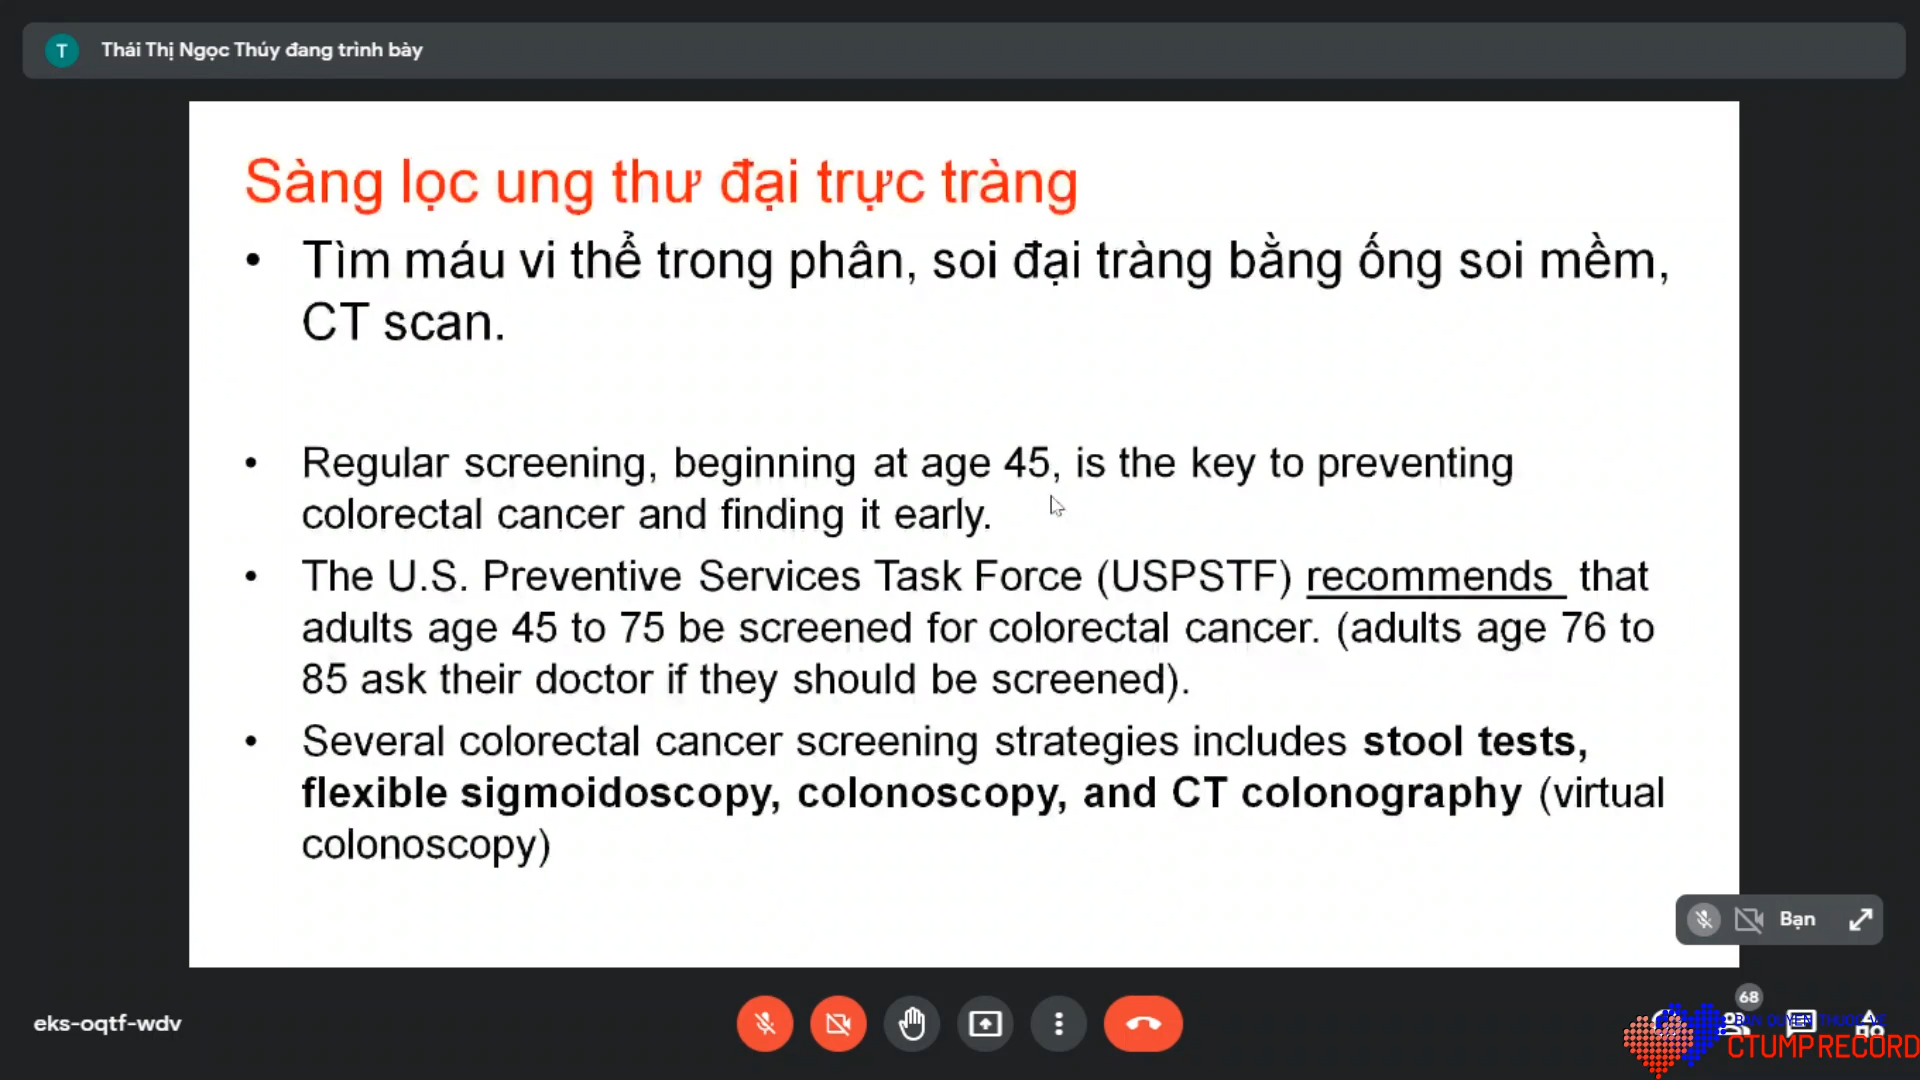 T
Thái Thị Ngọc Thúy đang trình bày
Sàng lọc ung thư đại trực tràng
• Tìm máu vi thể trong phân, soi đại tràng bằng ống soi mềm,
CT scan.
• Regular screening, beginning at age 45, is the key to preventing
colorectal cancer and finding it early.
• The U.S. Preventive Services Task Force (USPSTF) recommends that
adults age 45 to 75 be screened for colorectal cancer. (adults age 76 to
85 ask their doctor if they should be screened).
• Several colorectal cancer screening strategies includes stool tests,
flexible sigmoidoscopy, colonoscopy, and CT colonography (virtual
colonoscopy)
Bạn
68
eks-oqtf-wdv
BẢN QUYỀN THUỘC VỀ
CTUMP RECORD